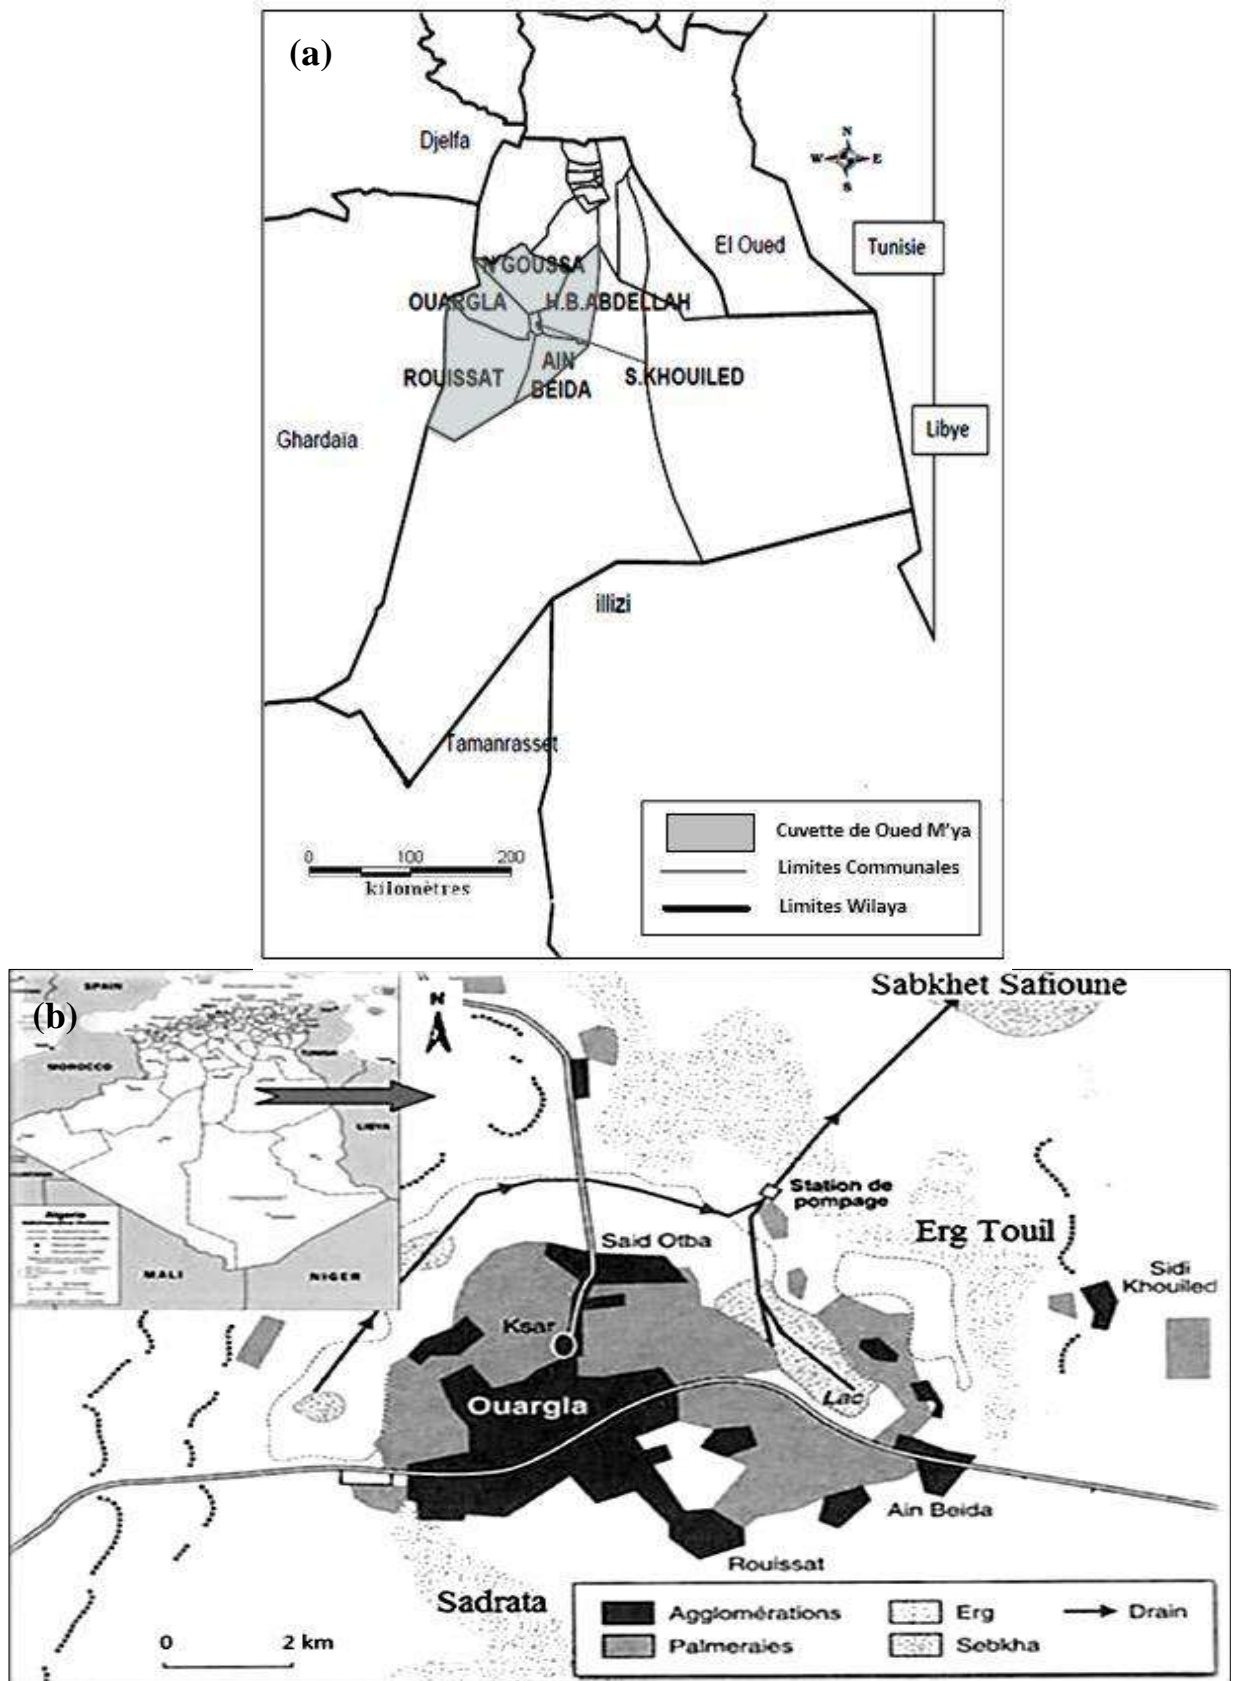 (a)
N
W E
S
Djelfa
El Oued
Tunisie
N'GOUSSA
OUARGLA
H.B.ABDELLAH
AIN
BEIDA
ROUISSAT
S.KHOUILED
Libye
Ghardaïa
illizi
Tamanrasset
0 100 200
kilomètres
Cuvette de Oued M'ya
Limites Communales
Limites Wilaya
(b)
SPAIN
MOROCCO
TUNISIA
LIBYA
Algeria
MALI
NIGER
N
Sabkhet Safioune
Station de
pompage
Erg Touil
Said Otba
Sidi
Khouiled
Ksar
Ouargla
Lac
Ain Beida
Rouissat
Sadrata
0 2 km
Agglomérations
Palmeraies
Erg
Sebkha
Drain